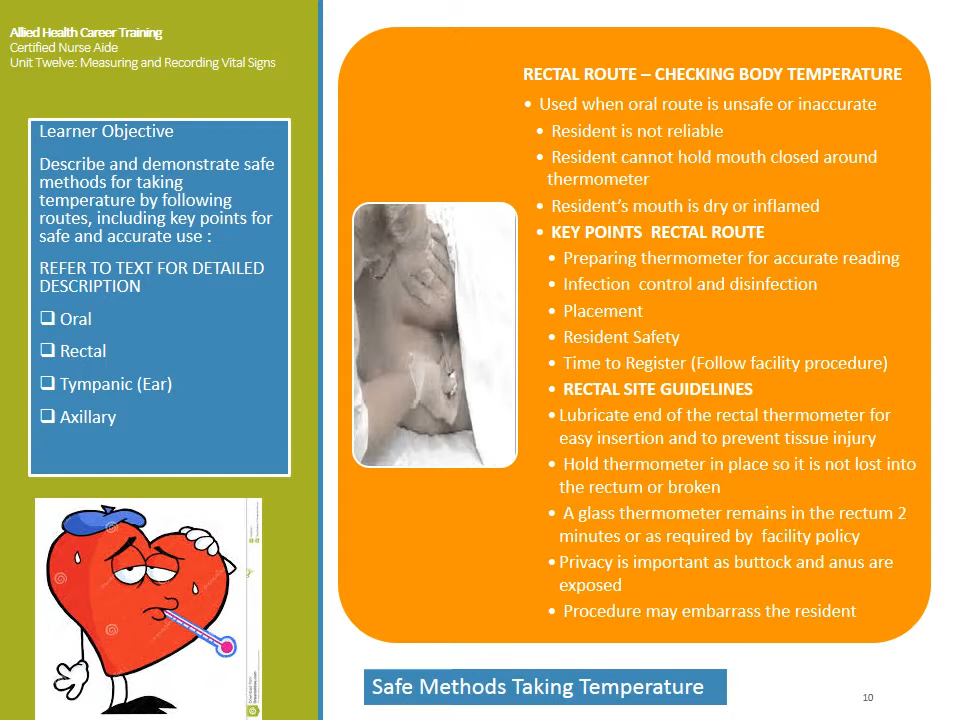 Allied Health Career Training
Certified Nurse Aide
Unit Twelve: Measuring and Recording Vital Signs
Learner Objective
Describe and demonstrate safe
methods for taking
temperature by following
routes, including key points for
safe and accurate use :
REFER TO TEXT FOR DETAILED
DESCRIPTION
❑ Oral
❑ Rectal
❑ Tympanic (Ear)
❑ Axillary
RECTAL ROUTE – CHECKING BODY TEMPERATURE
• Used when oral route is unsafe or inaccurate
• Resident is not reliable
• Resident cannot hold mouth closed around
thermometer
• Resident's mouth is dry or inflamed
• KEY POINTS RECTAL ROUTE
• Preparing thermometer for accurate reading
• Infection control and disinfection
• Placement
• Resident Safety
• Time to Register (Follow facility procedure)
• RECTAL SITE GUIDELINES
• Lubricate end of the rectal thermometer for
easy insertion and to prevent tissue injury
• Hold thermometer in place so it is not lost into
the rectum or broken
• A glass thermometer remains in the rectum 2
minutes or as required by facility policy
• Privacy is important as buttock and anus are
exposed
• Procedure may embarrass the resident
Safe Methods Taking Temperature
10